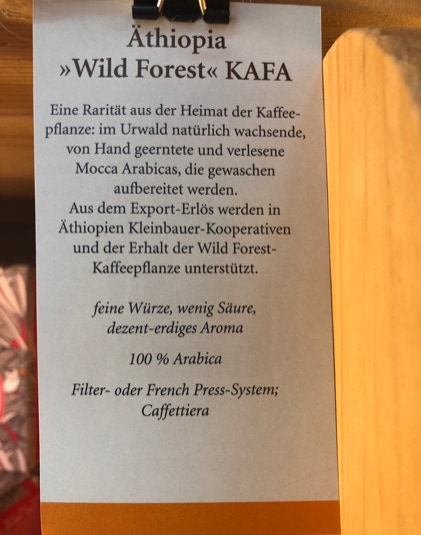 Äthiopia
»Wild Forest« KAFA
Eine Rarität aus der Heimat der Kaffee-
pflanze: im Urwald natürlich wachsende,
von Hand geerntete und verlesene
Mocca Arabicas, die gewaschen
aufbereitet werden.
Aus dem Export-Erlös werden in
Äthiopien Kleinbauer-Kooperativen
und der Erhalt der Wild Forest-
Kaffeepflanze unterstützt.
feine Würze, wenig Säure,
dezent-erdiges Aroma
100 % Arabica
Filter- oder French Press-System;
Caffettiera